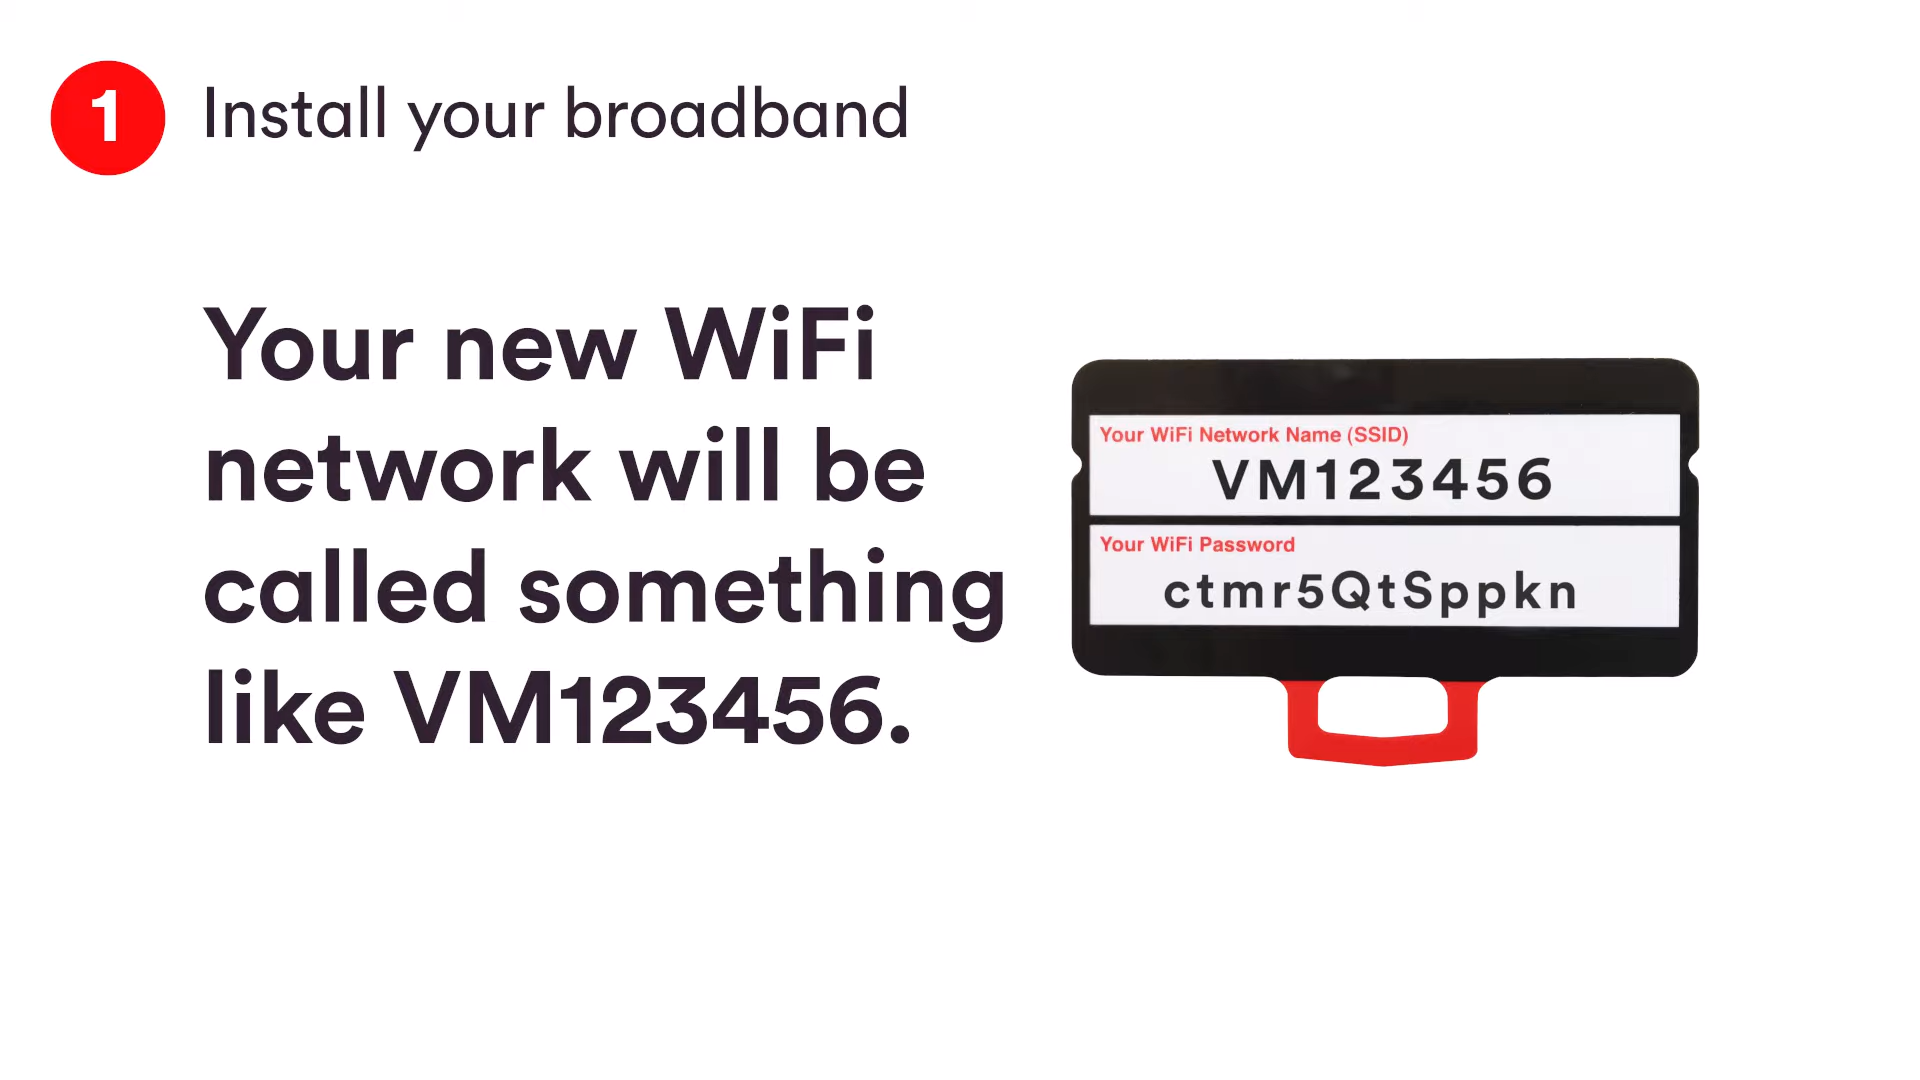 1
Install your broadband
Your new WiFi
network will be
called something
like VM123456.
Your WiFi Network Name (SSID)
VM123456
Your WiFi Password
ctmr5QtSppkn